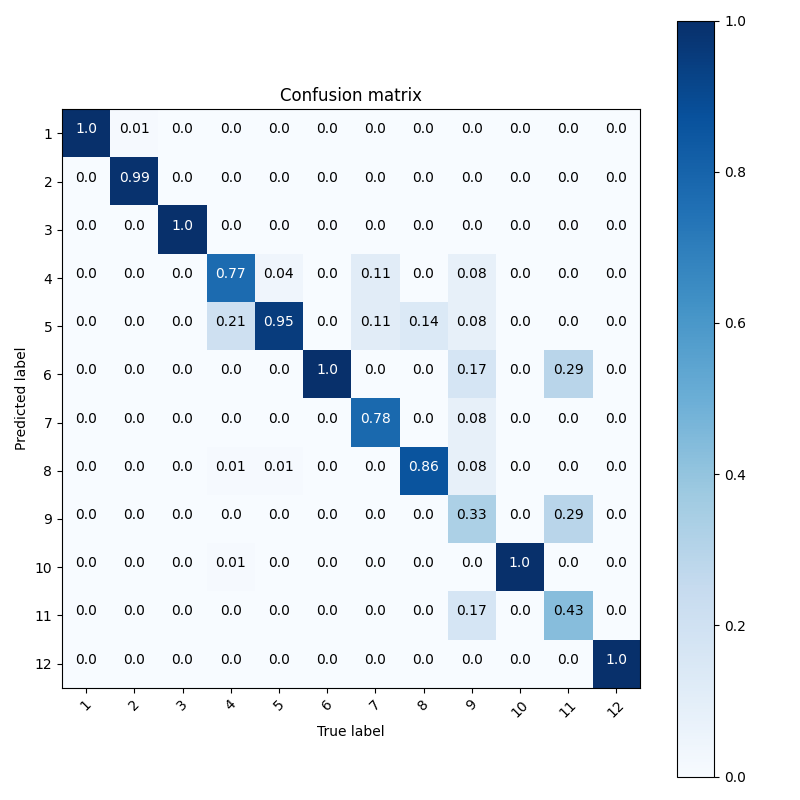 Confusion matrix
1 1.0 0.01 0.0 0.0 0.0 0.0 0.0 0.0 0.0 0.0 0.0 0.0
2 0.0 0.99 0.0 0.0 0.0 0.0 0.0 0.0 0.0 0.0 0.0 0.0
3 0.0 0.0 1.0 0.0 0.0 0.0 0.0 0.0 0.0 0.0 0.0 0.0
4 0.0 0.0 0.0 0.77 0.04 0.0 0.11 0.0 0.08 0.0 0.0 0.0
5 0.0 0.0 0.0 0.21 0.95 0.0 0.11 0.14 0.08 0.0 0.0 0.0
6 0.0 0.0 0.0 0.0 0.0 1.0 0.0 0.0 0.17 0.0 0.29 0.0
7 0.0 0.0 0.0 0.0 0.0 0.0 0.78 0.0 0.08 0.0 0.0 0.0
8 0.0 0.0 0.0 0.01 0.01 0.0 0.0 0.86 0.08 0.0 0.0 0.0
9 0.0 0.0 0.0 0.0 0.0 0.0 0.0 0.0 0.33 0.0 0.29 0.0
10 0.0 0.0 0.0 0.01 0.0 0.0 0.0 0.0 0.0 1.0 0.0 0.0
11 0.0 0.0 0.0 0.0 0.0 0.0 0.0 0.0 0.17 0.0 0.43 0.0
12 0.0 0.0 0.0 0.0 0.0 0.0 0.0 0.0 0.0 0.0 0.0 1.0
1 2 3 4 5 6 7 8 9 10 11 12
True label
Predicted label
1.0
0.8
0.6
0.4
0.2
0.0